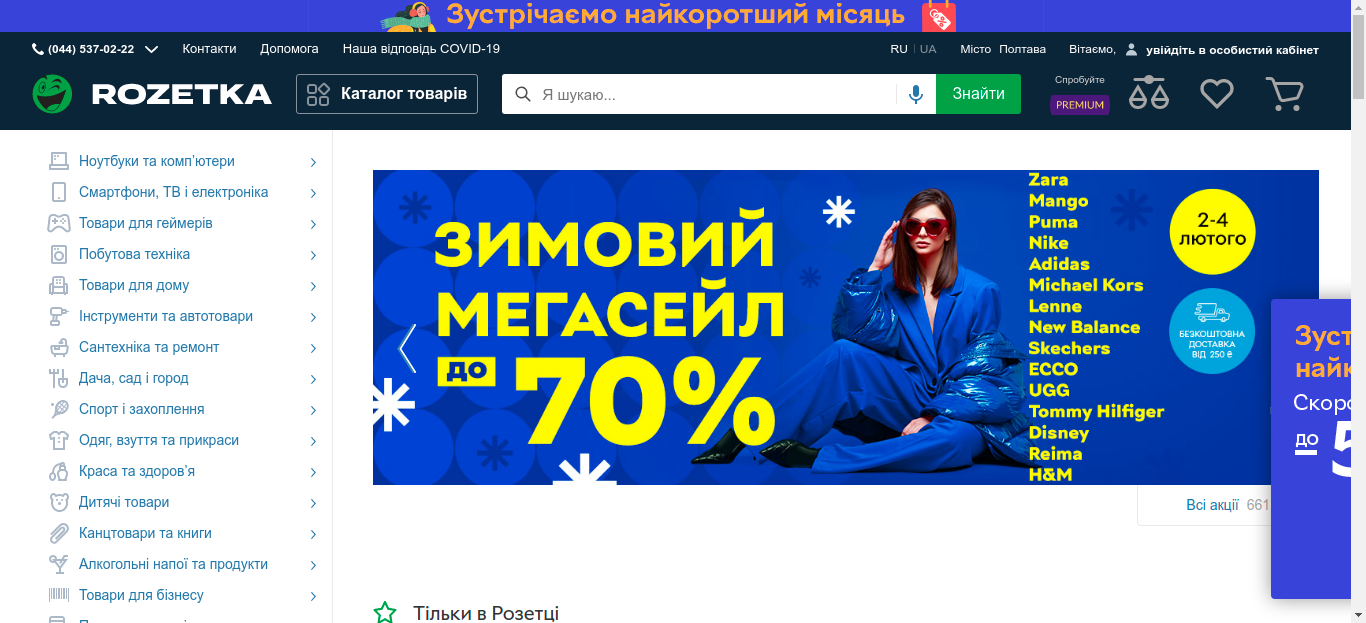 Зустрічаємо найкоротший місяць
(044) 537-02-22 Контакти Допомога Наша відповідь COVID-19 RU | UA Місто Полтава Вітаємо, увійдіть в особистий кабінет
ROZETKA
Каталог товарів
Я шукаю...
Знайти
Спробуйте
PREMIUM
Ноутбуки та комп'ютери
Смартфони, ТВ і електроніка
Товари для геймерів
Побутова техніка
Товари для дому
Інструменти та автотовари
Сантехніка та ремонт
Дача, сад і город
Спорт і захоплення
Одяг, взуття та прикраси
Краса та здоров'я
Дитячі товари
Канцтовари та книги
Алкогольні напої та продукти
Товари для бізнесу
ЗИМОВИЙ
МЕГАСЕЙЛ
ДО 70%
Zara
Mango
Puma
Nike
Adidas
Michael Kors
Lenne
New Balance
Skechers
ECCO
UGG
Tommy Hilfiger
Disney
Reima
H&M
2-4
ЛЮТОГО
БЕЗКОШТОВНА
ДОСТАВКА
ВІД 250 ₴
Зуст
найк
Скоро
до 5
Всі акції 661
Тільки в Розетці